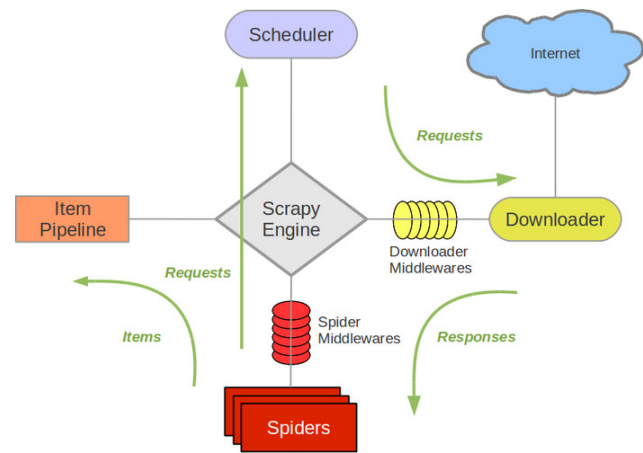 Scheduler
Internet
Requests
Item
Pipeline
Scrapy
Engine
Downloader
Downloader
Middlewares
Requests
Items
Spider
Middlewares
Responses
Spiders